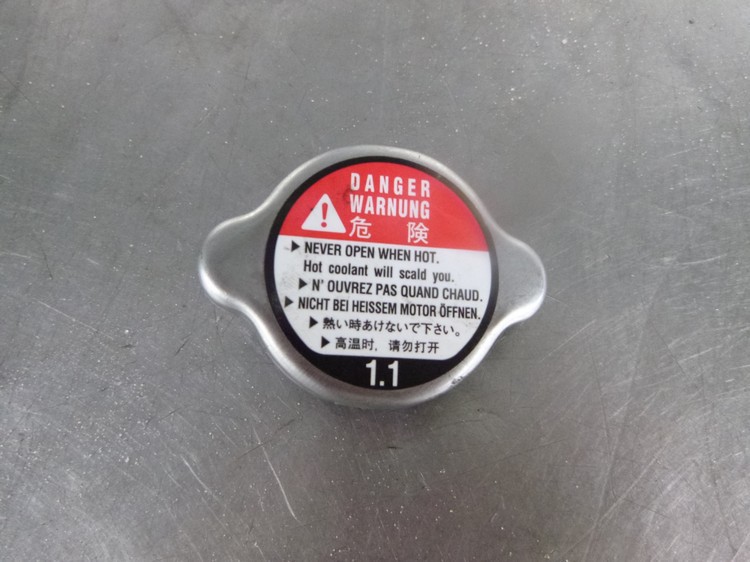 DANGER
WARNUNG
危 険
▶ NEVER OPEN WHEN HOT.
Hot coolant will scald you.
▶ N' OUVREZ PAS QUAND CHAUD.
▶ NICHT BEI HEISSEM MOTOR ÖFFNEN.
▶ 熱い時あけないで下さい。
▶ 高温时，请勿打开
1.1